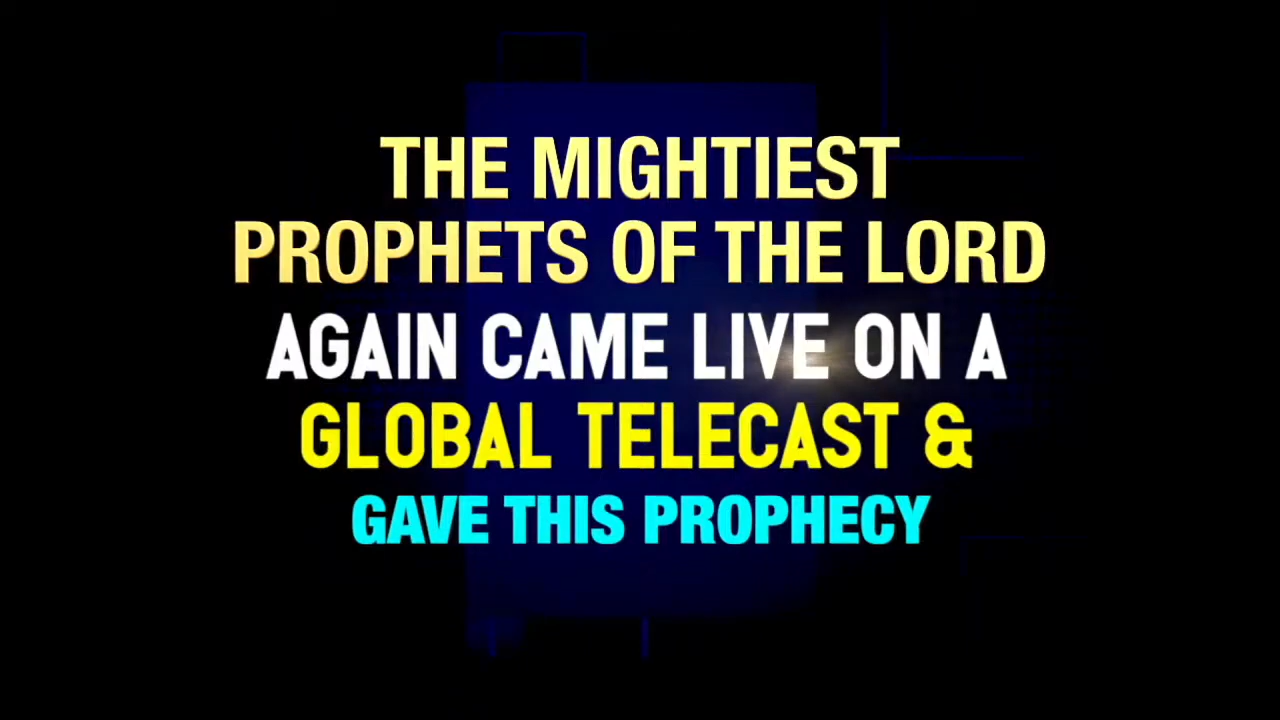 THE MIGHTIEST
PROPHETS OF THE LORD
AGAIN CAME LIVE ON A
GLOBAL TELECAST &
GAVE THIS PROPHECY